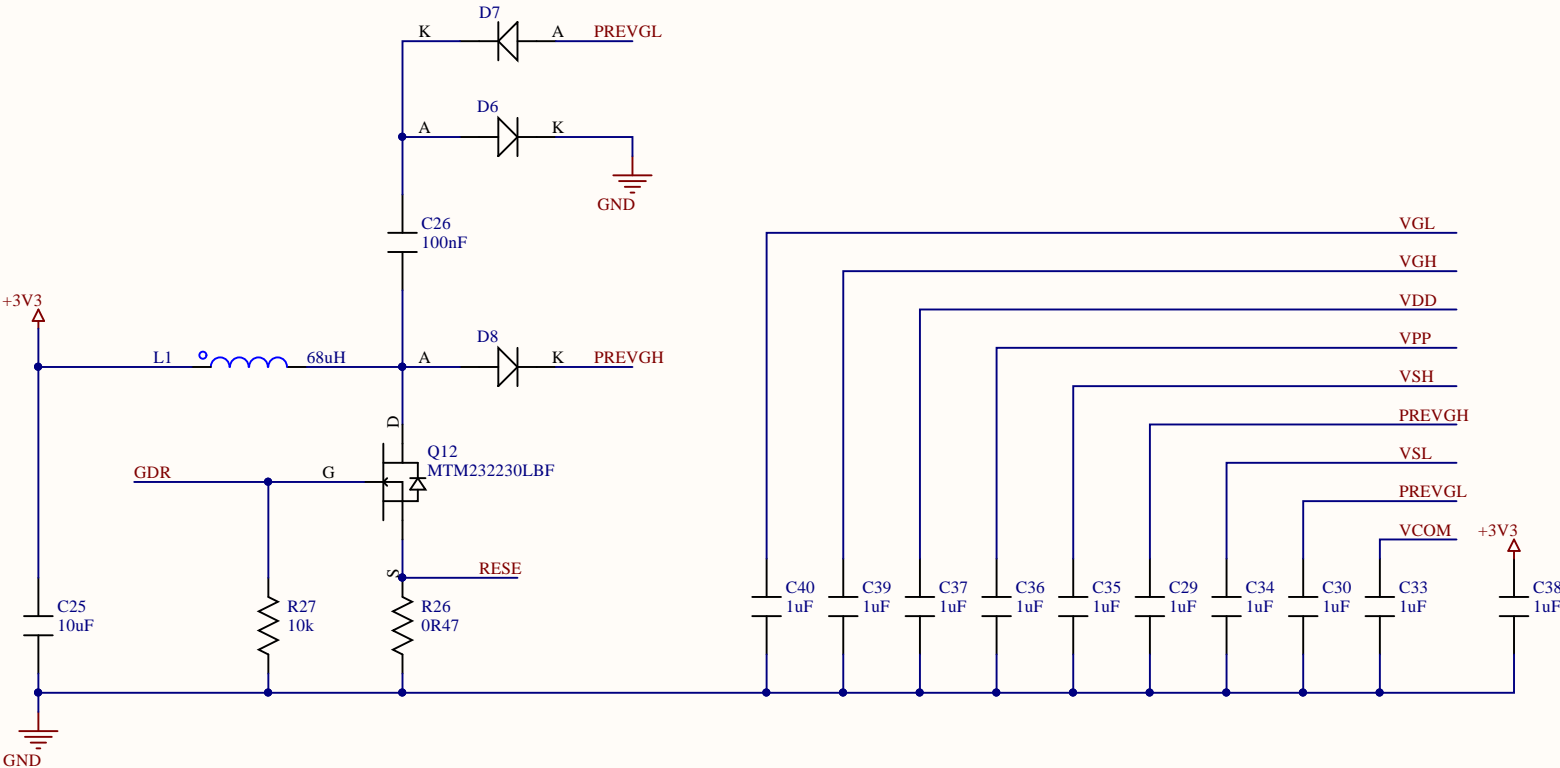 D7
K A PREVGL
D6
A K
GND
C26
100nF
VGL
VGH
+3V3
VDD
D8
VPP
L1 68uH A K PREVGH
VSH
D
PREVGH
Q12
MTM232230LBF
VSL
GDR G
PREVGL
VCOM +3V3
S RESE
C40 C39 C37 C36 C35 C29 C34 C30 C33 C38
1uF 1uF 1uF 1uF 1uF 1uF 1uF 1uF 1uF 1uF
C25 R27 R26
10uF 10k 0R47
GND